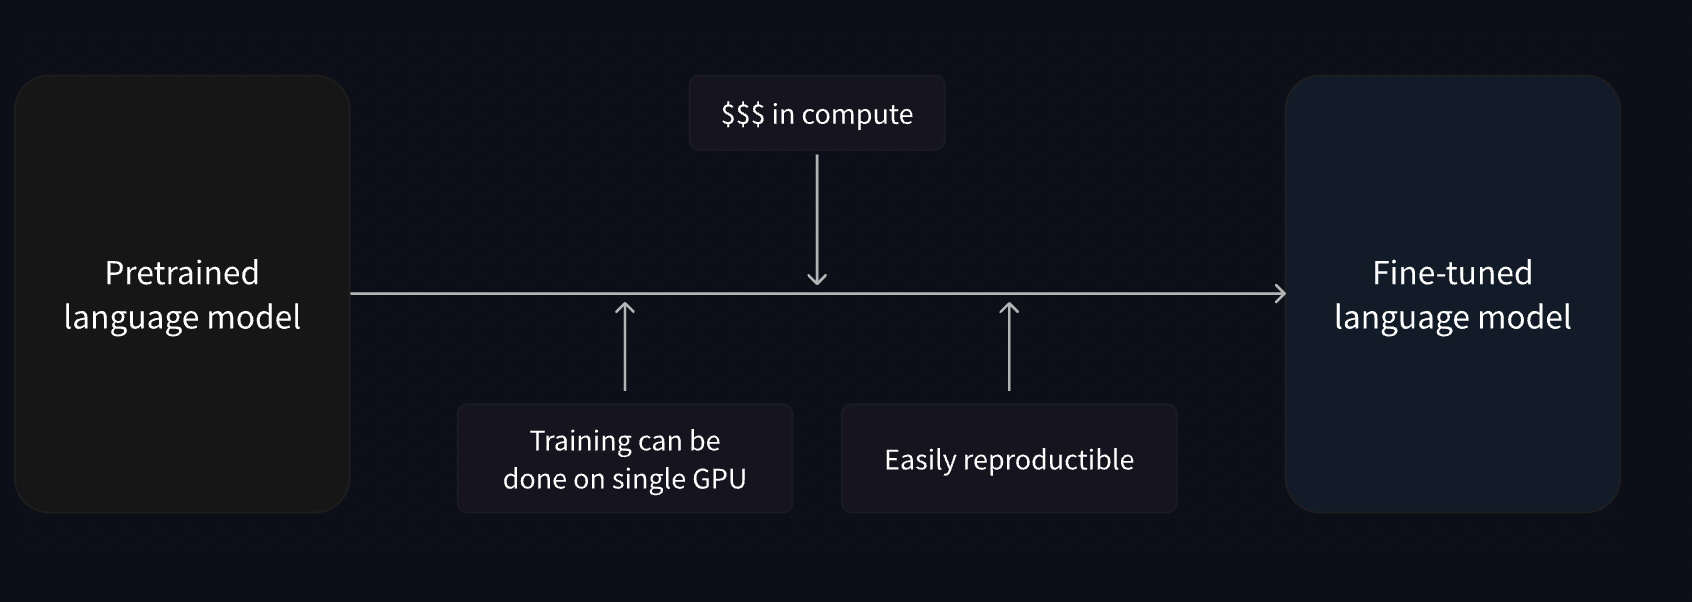 $$$ in compute
Pretrained
language model
Fine-tuned
language model
Training can be
done on single GPU
Easily reproductible